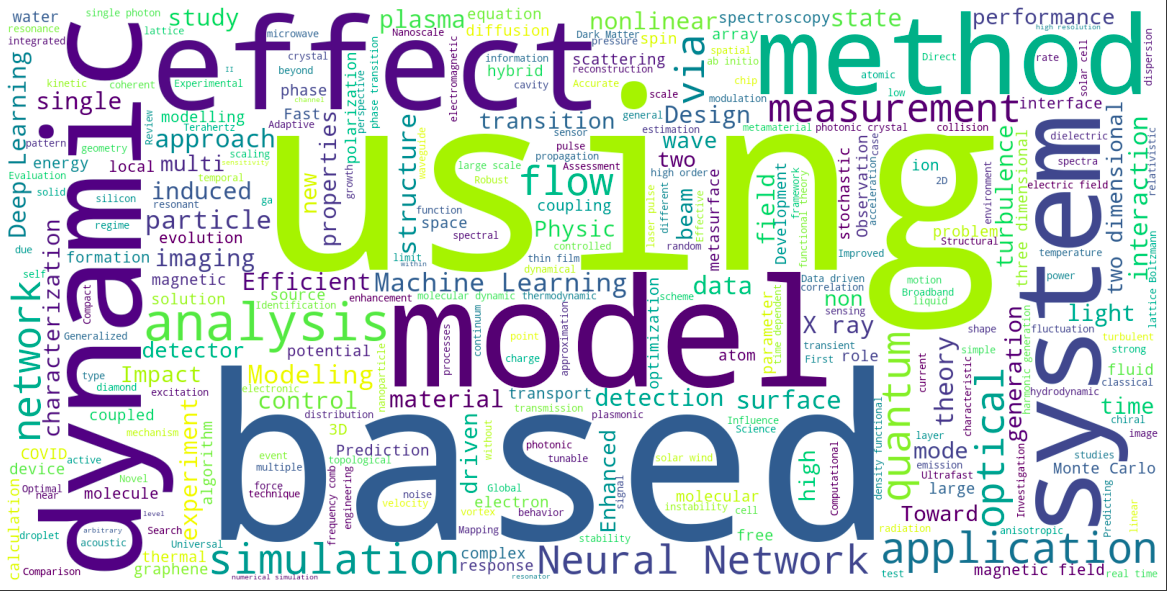 using
based
model
effect
method
system
dynamic
application
analysis
simulation
Neural Network
measurement
optical
quantum
network
flow
Machine Learning
Deep Learning
single photon
water
resonance
integrated
lattice
study
microwave
crystal
beyond
II
Experimental
kinetic
coherent
single
phase
Fast
Adaptive
channel
modelling
Terahertz
Review
pattern
geometry
approach
scaling
sensitivity
Evaluation
energy
local
multi
temporal
solid
silicon
resonant
induced
ga
regime
particle
new
properties
growth
polarization
perspective
phase transition
plasma
Nanoscale
equation
diffusion
electromagnetic
information
hybrid
cavity
Dark Matter
pressure
scattering
reconstruction
nonlinear
spin
Accurate
scale
spectroscopy
array
spatial
ab initio
chip
via
modulation
Design
general
state
performance
high resolution
Direct
atomic
low
rate
solar cell
dispersion
interface
transition
structure
waveguide
sensor
pulse
propagation
estimation
wave
metamaterial
photonic crystal
collision
large scale
Assessment
Robust
two
high order
coupling
function
space
spectral
Physic
controlled
laser pulse
different
beam
Effective
random
metasurface
field
Development
framework
functional theory
stochastic
acceleration
case
ion
2D
environment
problem
Structural
turbulence
three dimensional
dielectric
spectra
electric field
two dimensional
interaction
relativistic
lattice Boltzmann
due
evolution
formation
imaging
self
magnetic
characterization
Compact
limit
within
thin film
dynamical
Improved
Efficient
data
Data driven
correlation
non
sensing
motion
Broadband
liquid
temperature
power
light
solution
source
Identification
enhancement
molecular dynamic
thermodynamic
scheme
optimization
parameter
time dependent
X ray
transient
First
role
shape
fluctuation
turbulent
strong
Generalized
detector
potential
processes
continuum
point
charge
approximation
atom
theory
current
characteristic
simple
harmonic generation
generation
fluid
classical
hydrodynamic
type
diamond
excitation
Impact
Modeling
electronic
nanoparticle
material
transport
detection
surface
coupled
control
distribution
transmission
plasmonic
Influence
Science
time
chiral
image
mechanism
experiment
algorithm
3D
Prediction
driven
without
photonic
tunable
Enhanced
signal
solar wind
high
Computational
density functional
layer
mode
emission
Ultrafast
studies
Monte Carlo
COVID
active
device
event
multiple
topological
force
technique
frequency comb
engineering
noise
velocity
Global
electron
vortex
behavior
molecular
instability
cell
large
Investigation
anisotropic
Predicting
Linear
Optimal
near
Novel
molecule
level
calculation
arbitrary
Search
droplet
acoustic
Universal
Mapping
stability
free
Toward
radiation
Comparison
thermal
graphene
numerical simulation
complex
response
resonator
test
magnetic field
real time